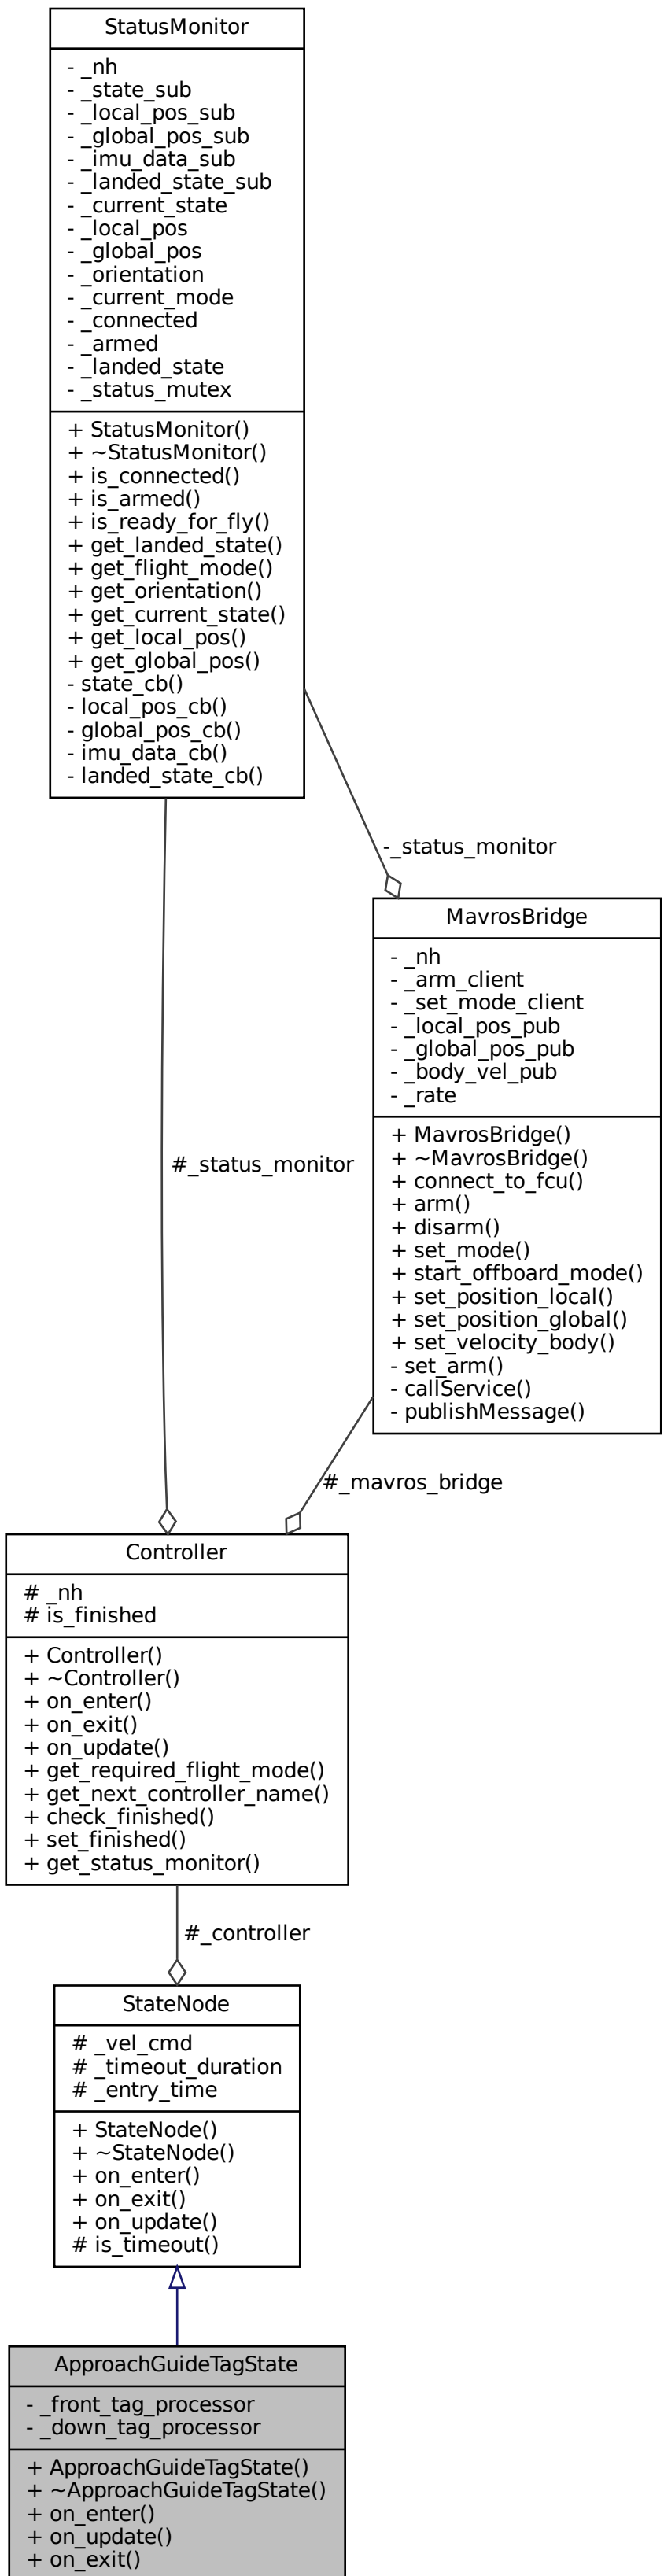 StatusMonitor
- _nh
- _state_sub
- _local_pos_sub
- _global_pos_sub
- _imu_data_sub
- _landed_state_sub
- _current_state
- _local_pos
- _global_pos
- _orientation
- _current_mode
- _connected
- _armed
- _landed_state
- _status_mutex
+ StatusMonitor()
+ ~StatusMonitor()
+ is_connected()
+ is_armed()
+ is_ready_for_fly()
+ get_landed_state()
+ get_flight_mode()
+ get_orientation()
+ get_current_state()
+ get_local_pos()
+ get_global_pos()
- state_cb()
- local_pos_cb()
- global_pos_cb()
- imu_data_cb()
- landed_state_cb()
-_status_monitor
MavrosBridge
- _nh
- _arm_client
- _set_mode_client
- _local_pos_pub
- _global_pos_pub
- _body_vel_pub
- _rate
+ MavrosBridge()
+ ~MavrosBridge()
+ connect_to_fcu()
+ arm()
+ disarm()
+ set_mode()
+ start_offboard_mode()
+ set_position_local()
+ set_position_global()
+ set_velocity_body()
- set_arm()
- callService()
- publishMessage()
#_status_monitor
#_mavros_bridge
Controller
# _nh
# is_finished
+ Controller()
+ ~Controller()
+ on_enter()
+ on_exit()
+ on_update()
+ get_required_flight_mode()
+ get_next_controller_name()
+ check_finished()
+ set_finished()
+ get_status_monitor()
#_controller
StateNode
# _vel_cmd
# _timeout_duration
# _entry_time
+ StateNode()
+ ~StateNode()
+ on_enter()
+ on_exit()
+ on_update()
# is_timeout()
ApproachGuideTagState
- _front_tag_processor
- _down_tag_processor
+ ApproachGuideTagState()
+ ~ApproachGuideTagState()
+ on_enter()
+ on_update()
+ on_exit()